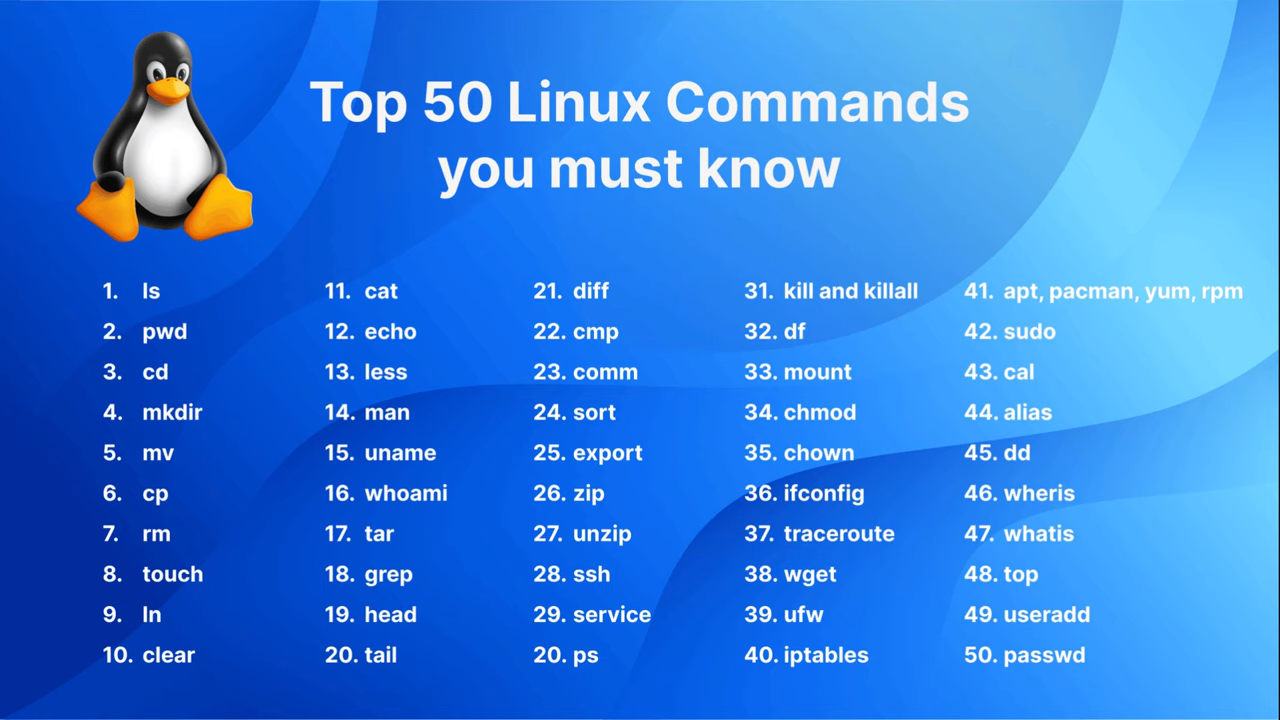 Top 50 Linux Commands
you must know
1. ls
2. pwd
3. cd
4. mkdir
5. mv
6. cp
7. rm
8. touch
9. ln
10. clear
11. cat
12. echo
13. less
14. man
15. uname
16. whoami
17. tar
18. grep
19. head
20. tail
21. diff
22. cmp
23. comm
24. sort
25. export
26. zip
27. unzip
28. ssh
29. service
20. ps
31. kill and killall
32. df
33. mount
34. chmod
35. chown
36. ifconfig
37. traceroute
38. wget
39. ufw
40. iptables
41. apt, pacman, yum, rpm
42. sudo
43. cal
44. alias
45. dd
46. wheris
47. whatis
48. top
49. useradd
50. passwd